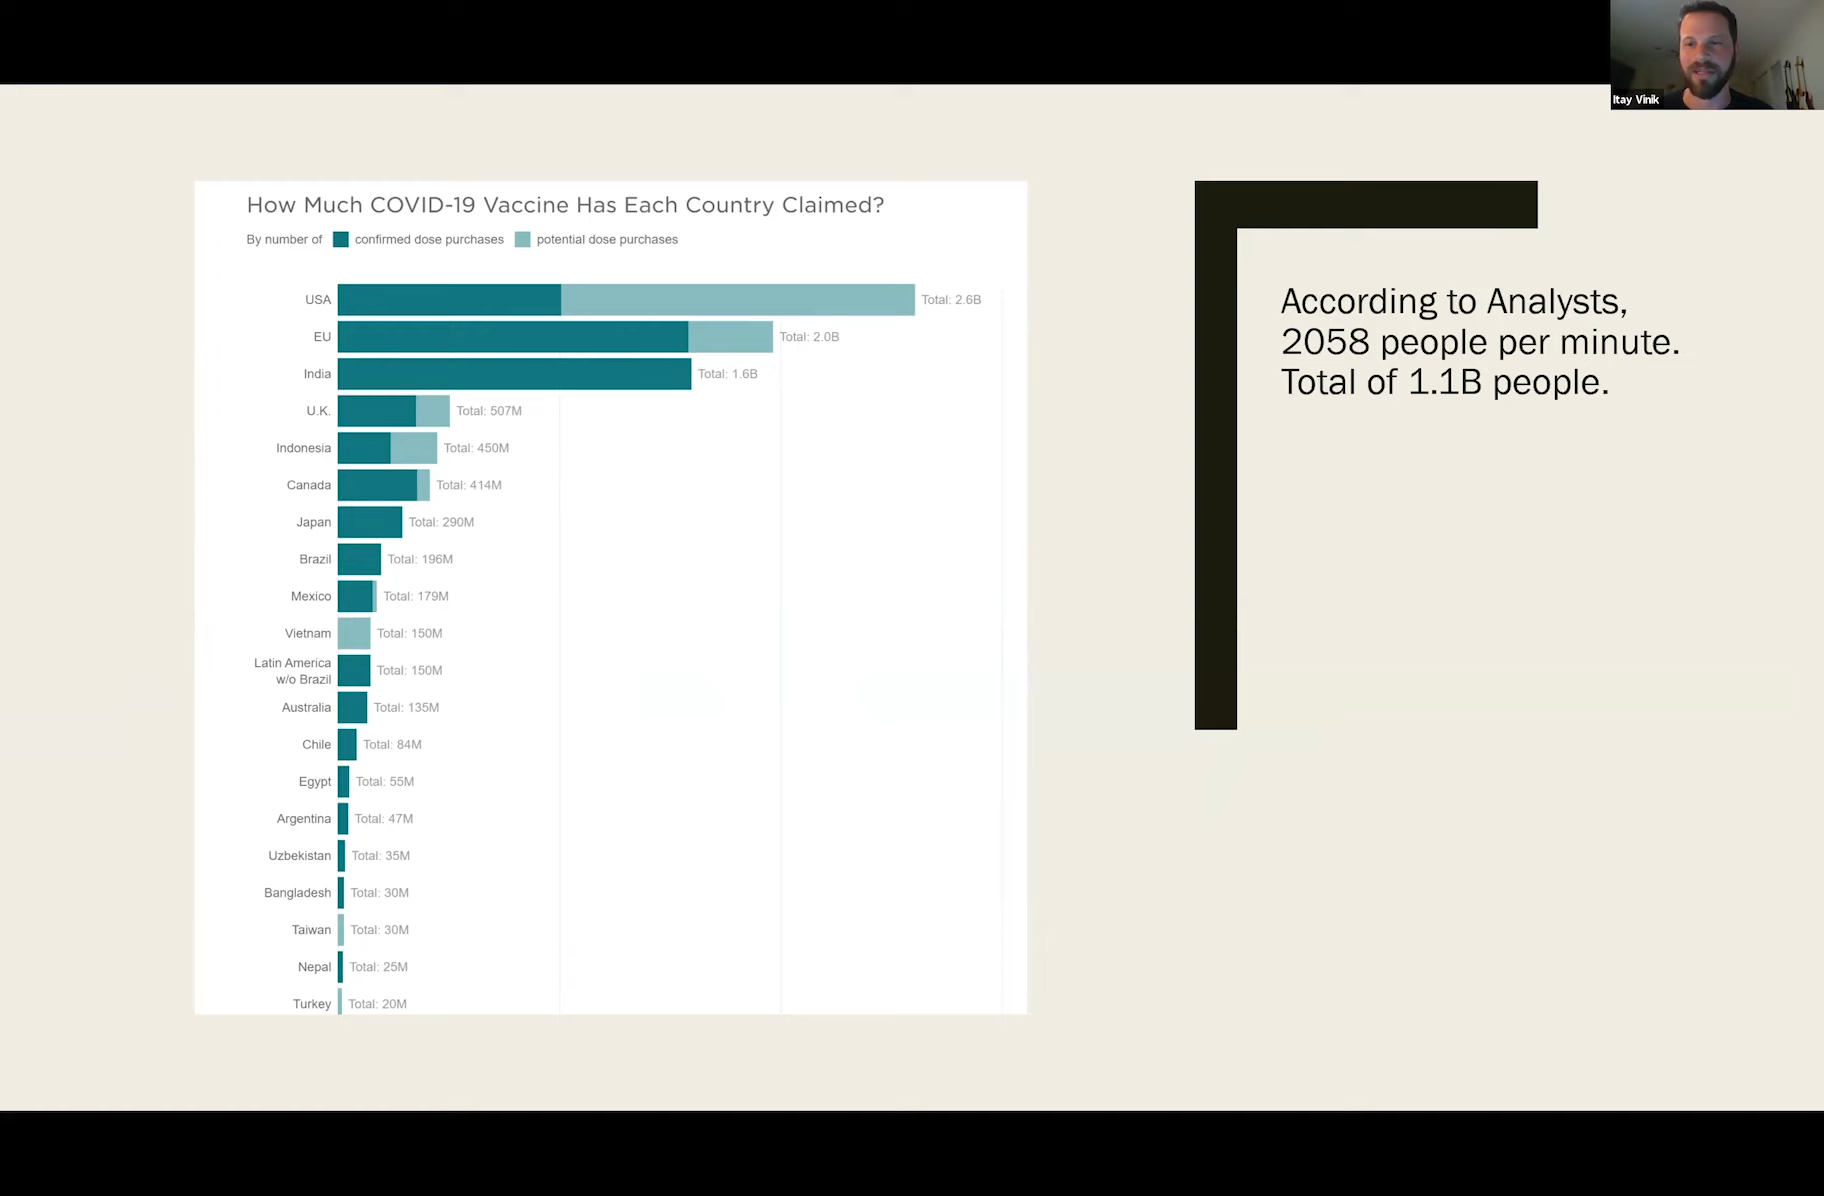 Itay Vinik
How Much COVID-19 Vaccine Has Each Country Claimed?
By number of confirmed dose purchases potential dose purchases
USA Total: 2.6B
EU Total: 2.0B
India Total: 1.6B
U.K. Total: 507M
Indonesia Total: 450M
Canada Total: 414M
Japan Total: 290M
Brazil Total: 196M
Mexico Total: 179M
Vietnam Total: 150M
Latin America
w/o Brazil Total: 150M
Australia Total: 135M
Chile Total: 84M
Egypt Total: 55M
Argentina Total: 47M
Uzbekistan Total: 35M
Bangladesh Total: 30M
Taiwan Total: 30M
Nepal Total: 25M
Turkey Total: 20M
According to Analysts,
2058 people per minute.
Total of 1.1B people.